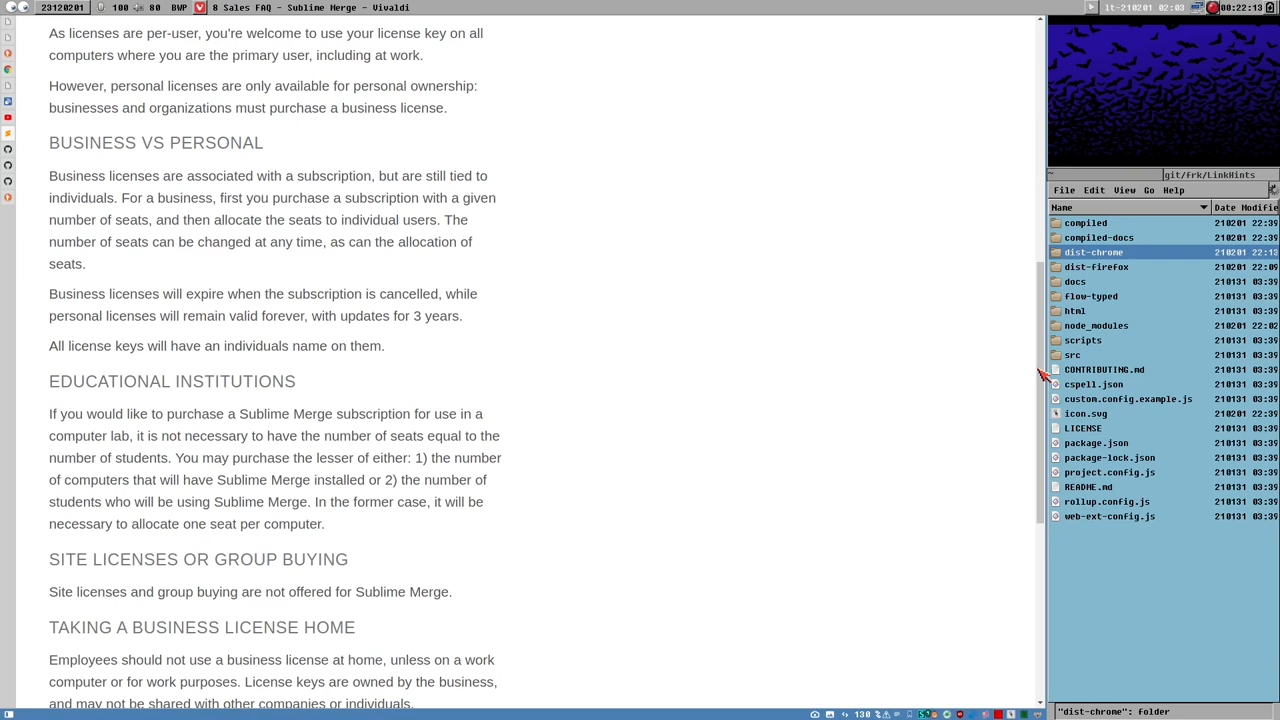 23120201 100 80 BWP 8 Sales FAQ - Sublime Merge - Vivaldi lt-210201 02:03 00:22:13
As licenses are per-user, you're welcome to use your license key on all
computers where you are the primary user, including at work.
However, personal licenses are only available for personal ownership:
businesses and organizations must purchase a business license.
BUSINESS VS PERSONAL
Business licenses are associated with a subscription, but are still tied to
individuals. For a business, first you purchase a subscription with a given
number of seats, and then allocate the seats to individual users. The
number of seats can be changed at any time, as can the allocation of
seats.
Business licenses will expire when the subscription is cancelled, while
personal licenses will remain valid forever, with updates for 3 years.
All license keys will have an individuals name on them.
EDUCATIONAL INSTITUTIONS
If you would like to purchase a Sublime Merge subscription for use in a
computer lab, it is not necessary to have the number of seats equal to the
number of students. You may purchase the lesser of either: 1) the number
of computers that will have Sublime Merge installed or 2) the number of
students who will be using Sublime Merge. In the former case, it will be
necessary to allocate one seat per computer.
SITE LICENSES OR GROUP BUYING
Site licenses and group buying are not offered for Sublime Merge.
TAKING A BUSINESS LICENSE HOME
Employees should not use a business license at home, unless on a work
computer or for work purposes. License keys are owned by the business,
and may not be shared with other companies or individuals.
~ git/frk/LinkHints
File Edit View Go Help
Name Date Modifie
compiled 210201 22:39
compiled-docs 210201 22:39
dist-chrome 210201 22:13
dist-firefox 210201 22:09
docs 210131 03:39
flow-typed 210131 03:39
html 210131 03:39
node_modules 210201 22:02
scripts 210131 03:39
src 210131 03:39
CONTRIBUTING.md 210131 03:39
cspell.json 210131 03:39
custom.config.example.js 210131 03:39
icon.svg 210201 22:39
LICENSE 210131 03:39
package.json 210131 03:39
package-lock.json 210131 03:39
project.config.js 210131 03:39
README.md 210131 03:39
rollup.config.js 210131 03:39
web-ext-config.js 210131 03:39
130 %
"dist-chrome": folder